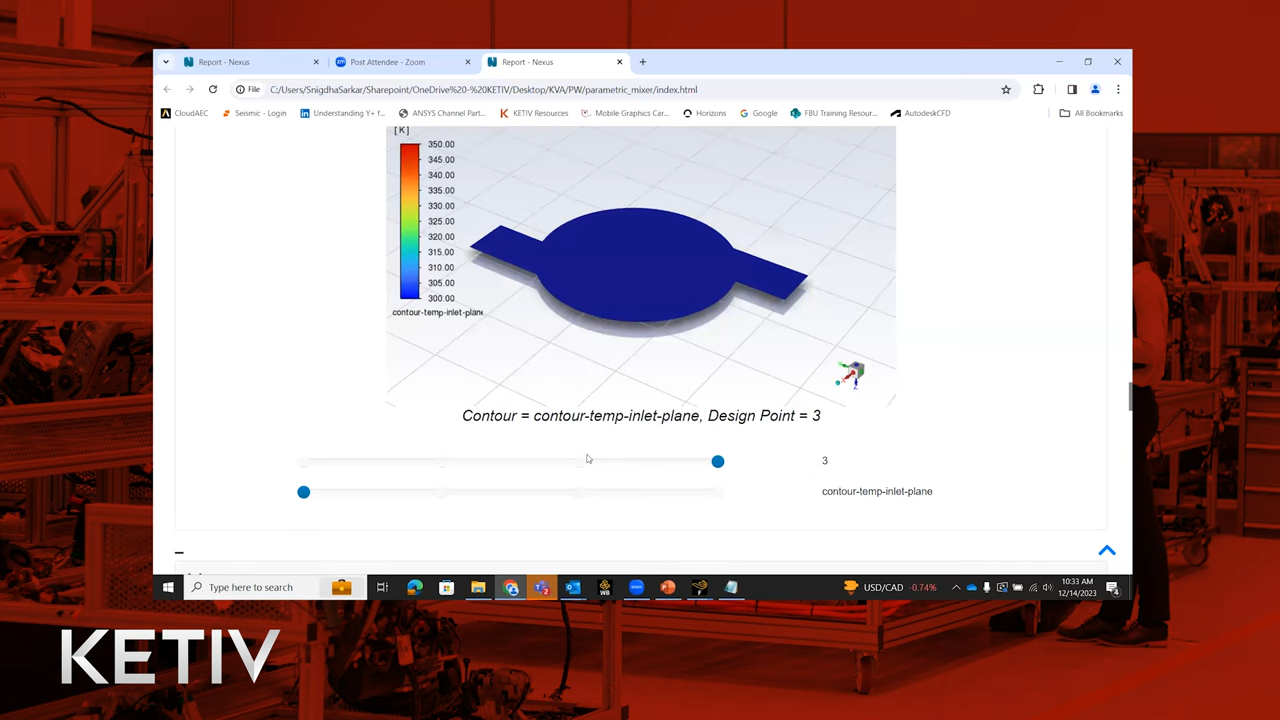 Report - Nexus
Post Attendee - Zoom
Report - Nexus
File
C:/Users/SnigdhaSarkar/Sharepoint/OneDrive%20-%20KETIV/Desktop/KVA/PW/parametric_mixer/index.html
CloudAEC
Seismic - Login
Understanding Y+ f...
ANSYS Channel Part...
KETIV Resources
Mobile Graphics Car...
Horizons
Google
FBU Training Resour...
AutodeskCFD
All Bookmarks
[K]
350.00
345.00
340.00
335.00
330.00
325.00
320.00
315.00
310.00
305.00
300.00
contour-temp-inlet-plane
Contour = contour-temp-inlet-plane, Design Point = 3
3
contour-temp-inlet-plane
Type here to search
USD/CAD -0.74%
10:33 AM
12/14/2023
KETIV